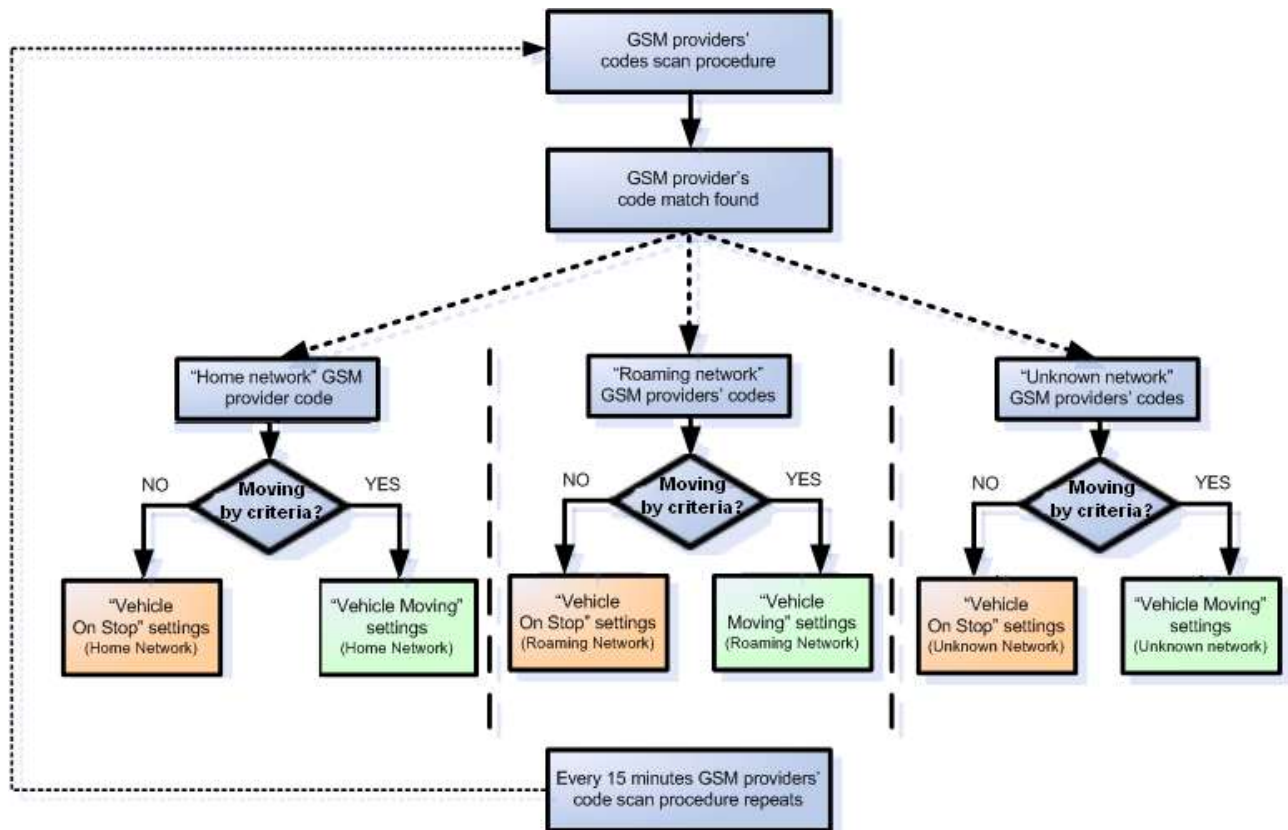 GSM providers'
codes scan procedure
GSM provider's
code match found
"Home network" GSM
provider code
"Roaming network"
GSM providers' codes
"Unknown network"
GSM providers' codes
NO
Moving
by criteria?
YES
NO
Moving
by criteria?
YES
NO
Moving
by criteria?
YES
"Vehicle
On Stop" settings
(Home Network)
"Vehicle Moving"
settings
(Home Network)
"Vehicle
On Stop" settings
(Roaming Network)
"Vehicle
Moving" settings
(Roaming Network)
"Vehicle
On Stop" settings
(Unknown Network)
"Vehicle Moving"
settings
(Unknown network)
Every 15 minutes GSM providers'
code scan procedure repeats